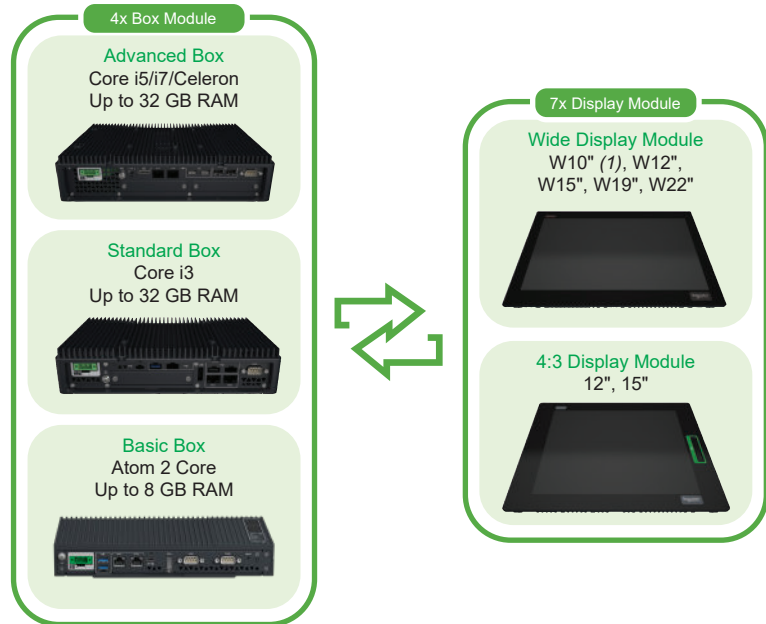 4x Box Module
Advanced Box
Core i5/i7/Celeron
Up to 32 GB RAM
Standard Box
Core i3
Up to 32 GB RAM
Basic Box
Atom 2 Core
Up to 8 GB RAM
7x Display Module
Wide Display Module
W10" (1), W12",
W15", W19", W22"
4:3 Display Module
12", 15"